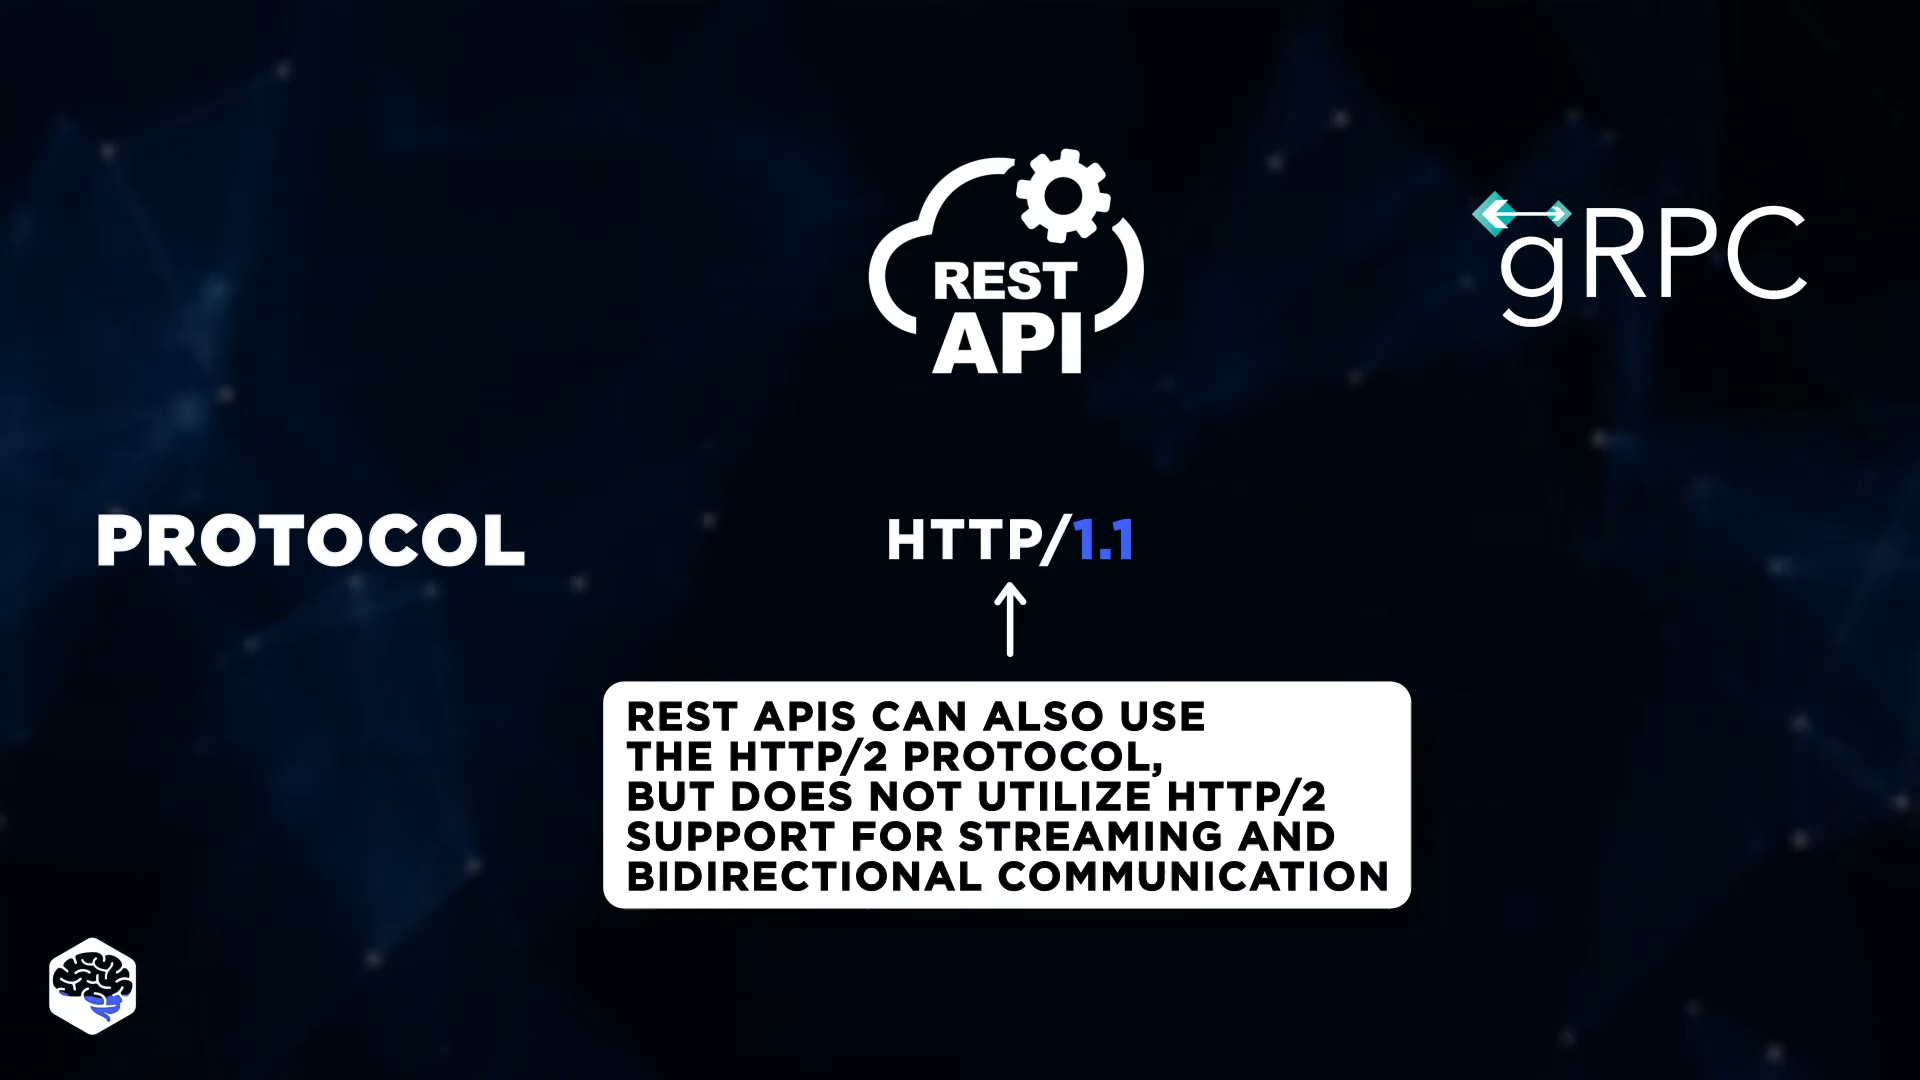 REST
API
gRPC
PROTOCOL
HTTP/1.1
REST APIS CAN ALSO USE
THE HTTP/2 PROTOCOL,
BUT DOES NOT UTILIZE HTTP/2
SUPPORT FOR STREAMING AND
BIDIRECTIONAL COMMUNICATION